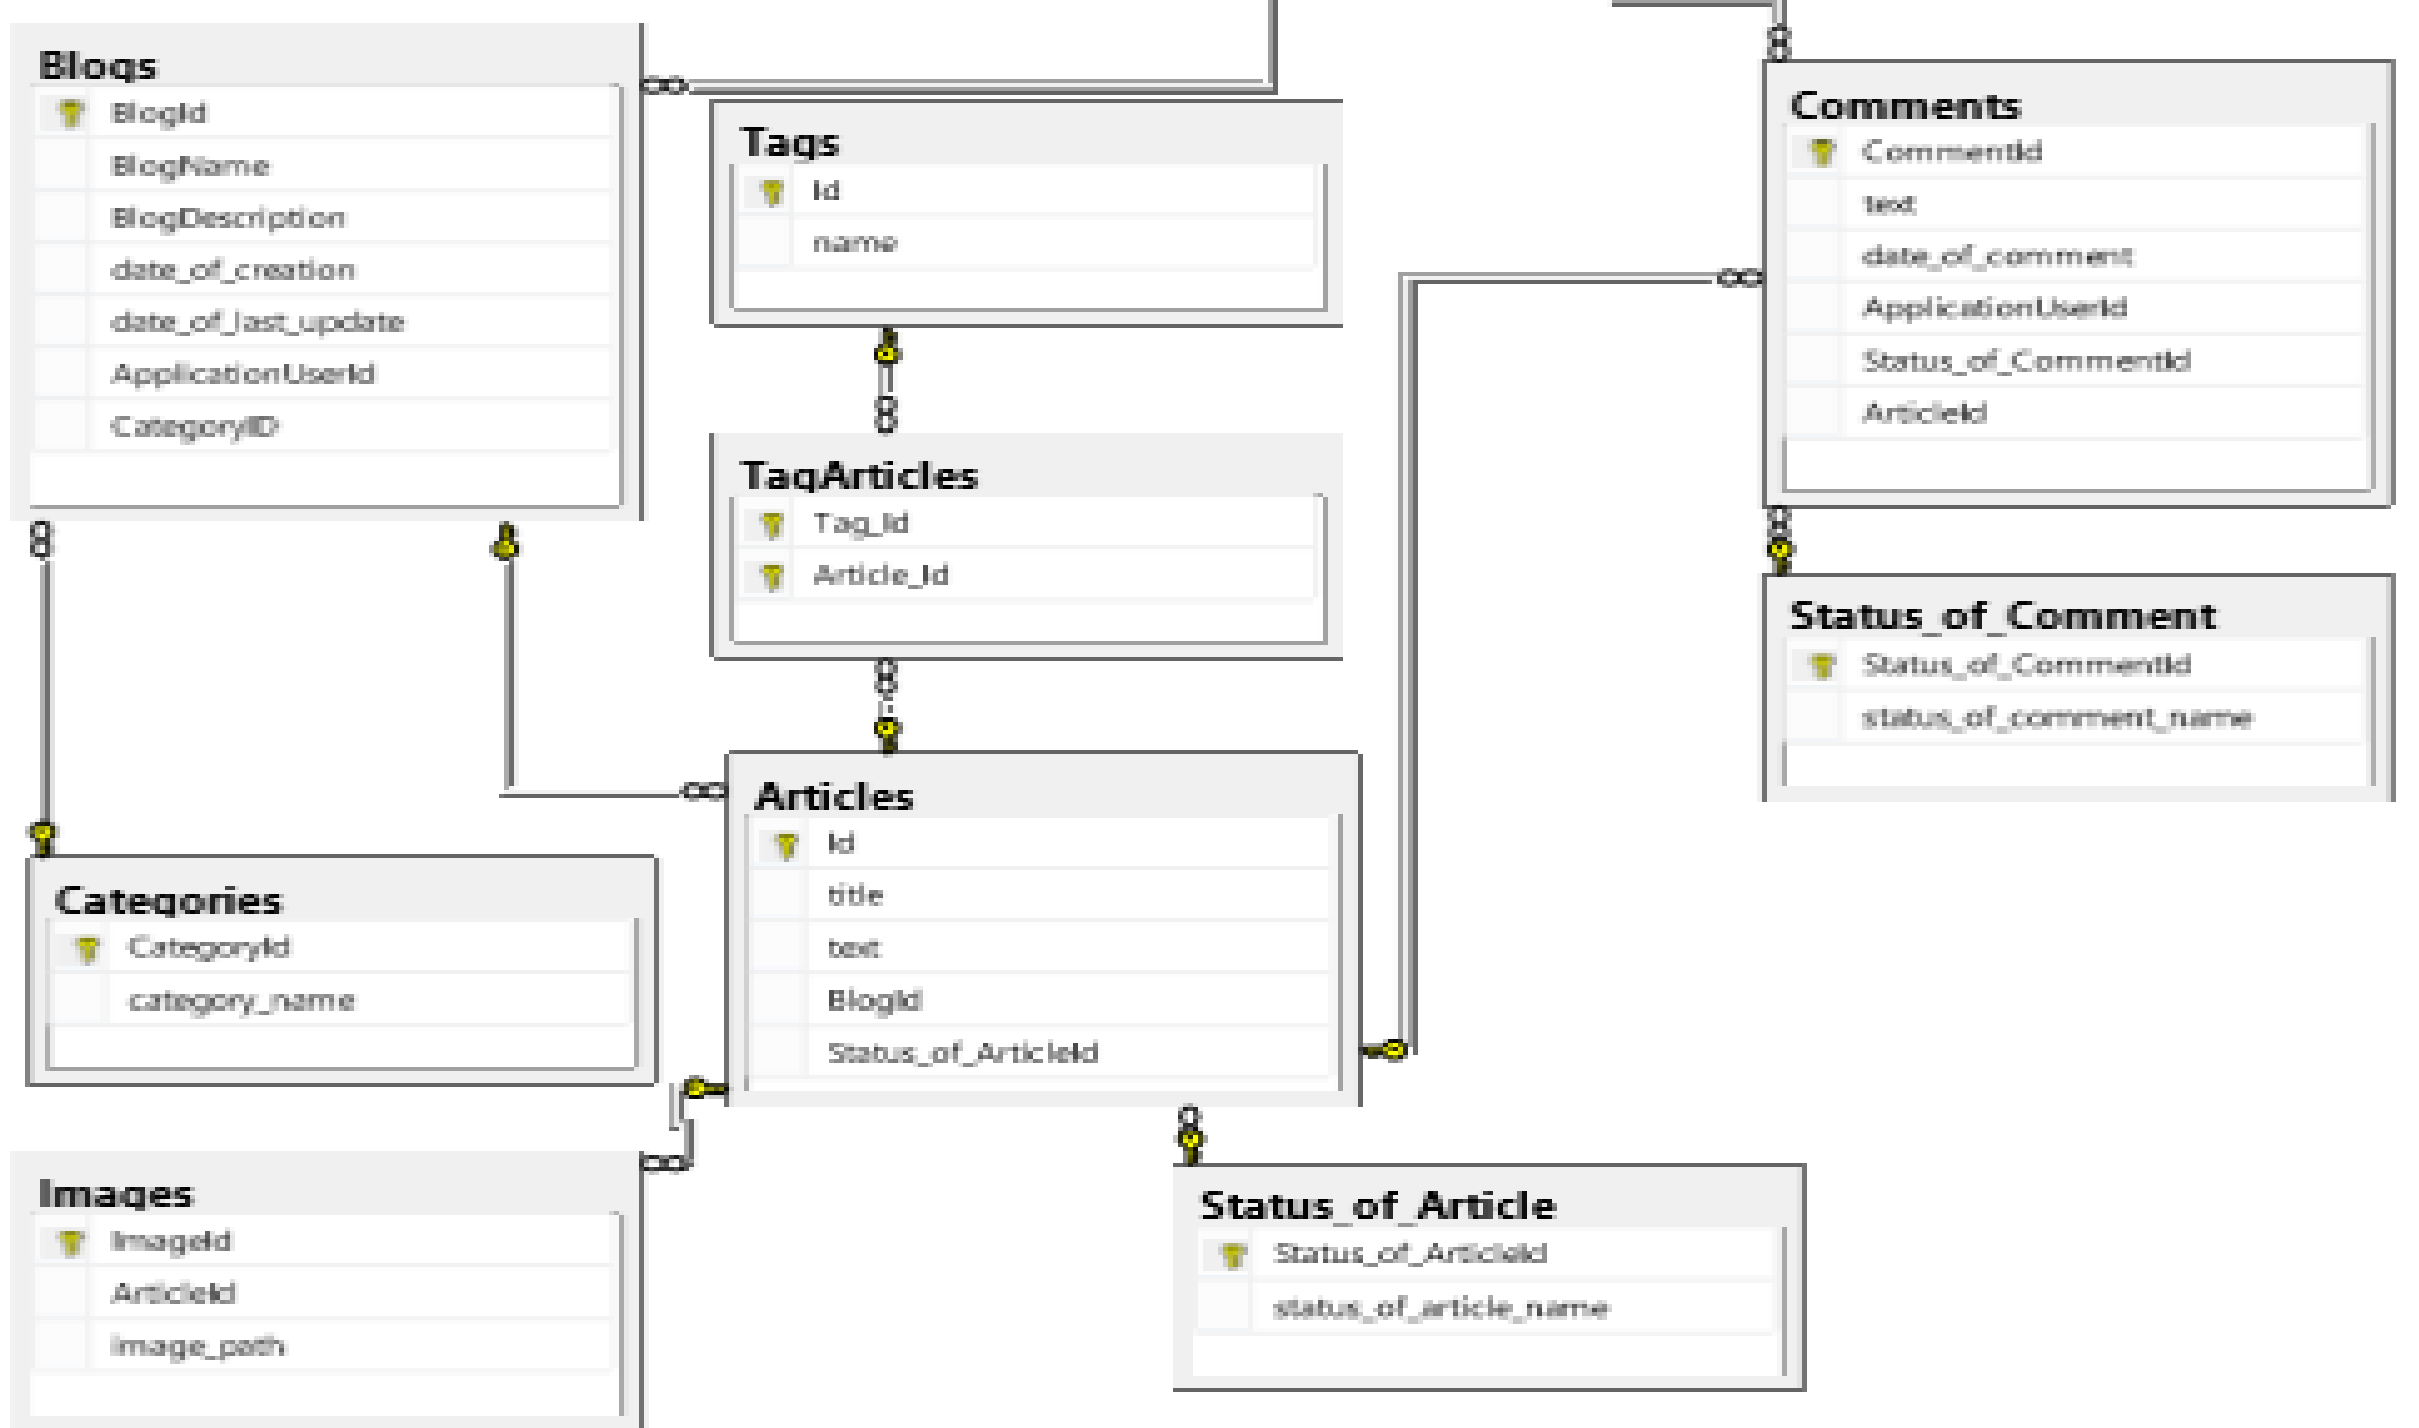 Blogs
BlogId
BlogName
BlogDescription
date_of_creation
date_of_last_update
ApplicationUserId
CategoryID
Tags
Id
name
TagArticles
Tag_Id
Article_Id
Comments
CommentId
text
date_of_comment
ApplicationUserId
Status_of_CommentId
ArticleId
Status_of_Comment
Status_of_CommentId
status_of_comment_name
Articles
Id
title
text
BlogId
Status_of_ArticleId
Categories
CategoryId
category_name
Images
ImageId
ArticleId
image_path
Status_of_Article
Status_of_ArticleId
status_of_article_name